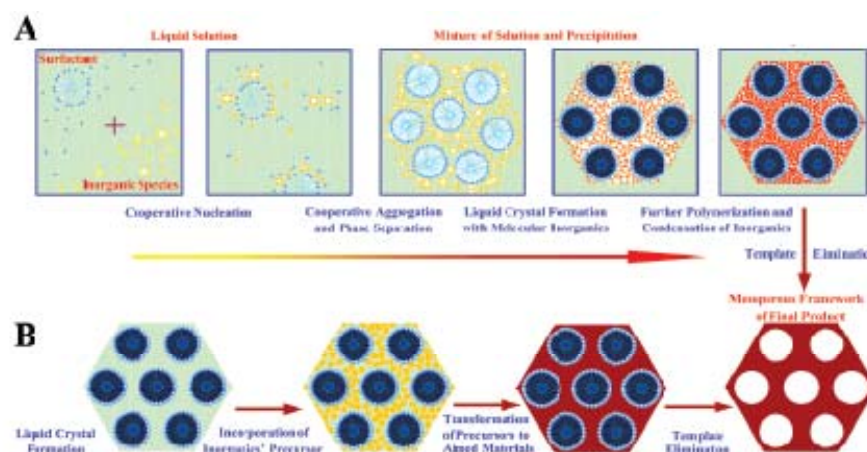 A
Liquid Solution
Mixture of Solution and Precipitation
Surfactant
Inorganic Species
Cooperative Nucleation
Cooperative Aggregation
and Phase Separation
Liquid Crystal Formation
with Molecular Inorganics
Further Polymerization and
Condensation of Inorganics
Template Elimination
Mesoporous Framework
of Final Product
B
Liquid Crystal
Formation
Incorporation of
Inorganics' Precursor
Transformation
of Precursors to
Aimed Materials
Template
Elimination